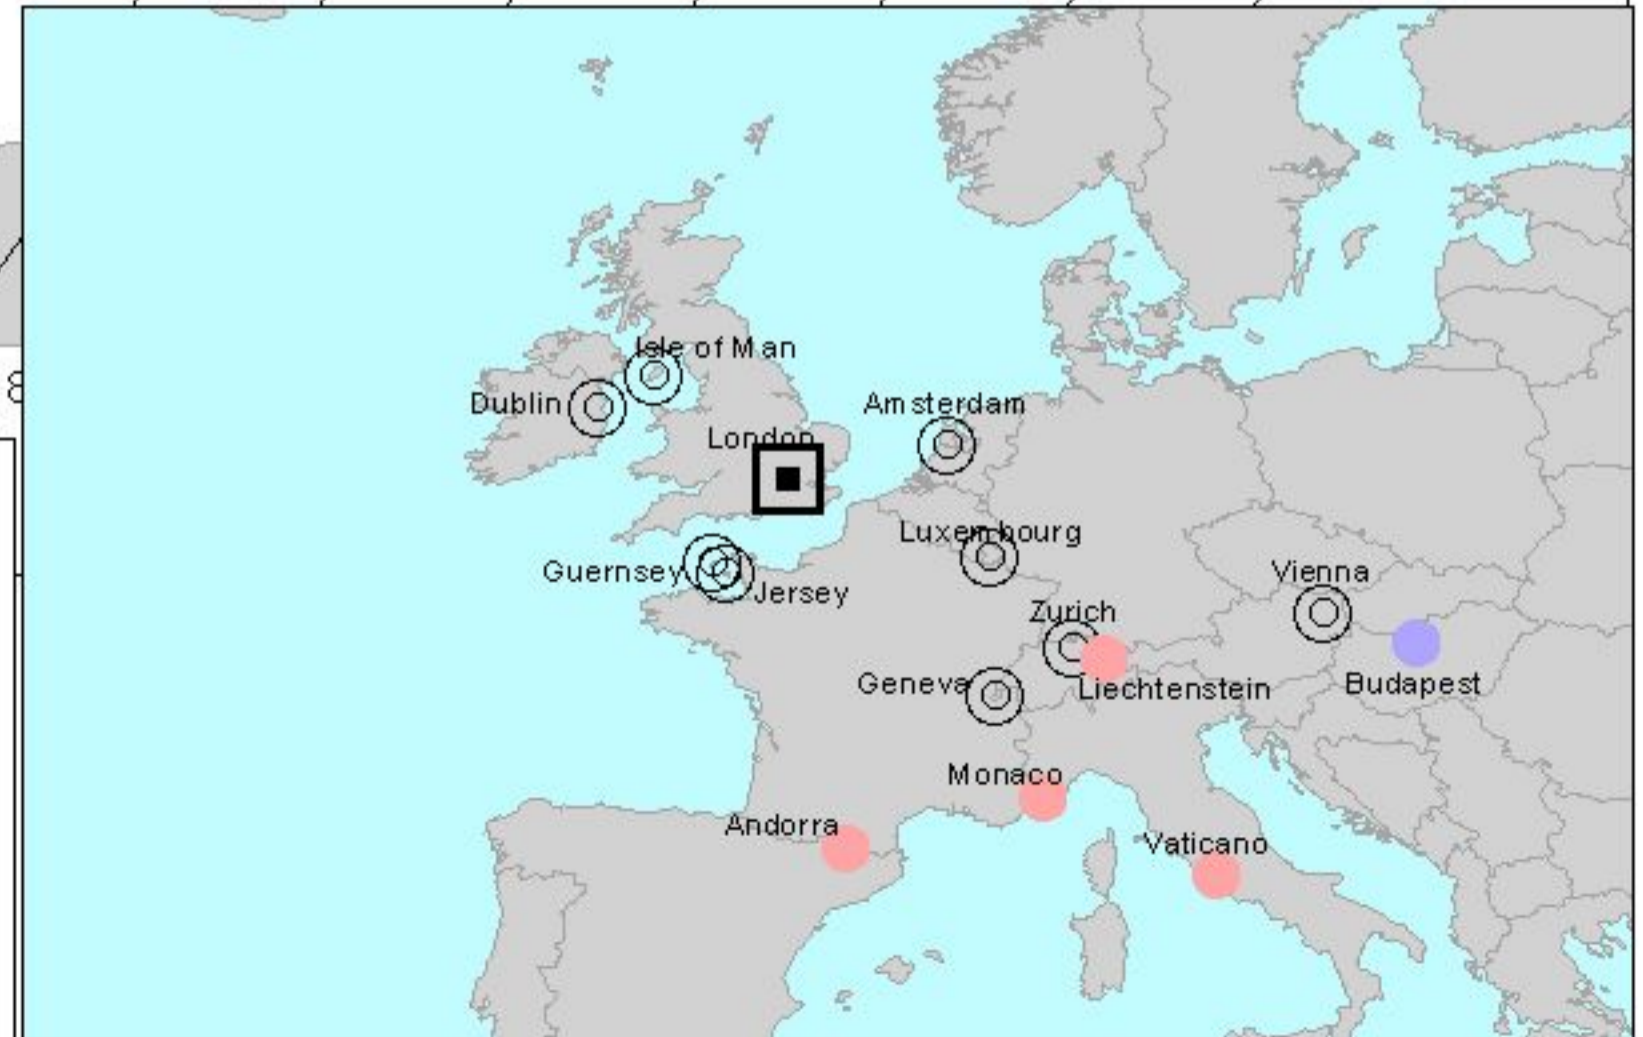 Isle of Man
Dublin
Amsterdam
London
Luxembourg
Guernsey
Jersey
Vienna
Zurich
Geneva
Liechtenstein
Budapest
Monaco
Andorra
Vaticano